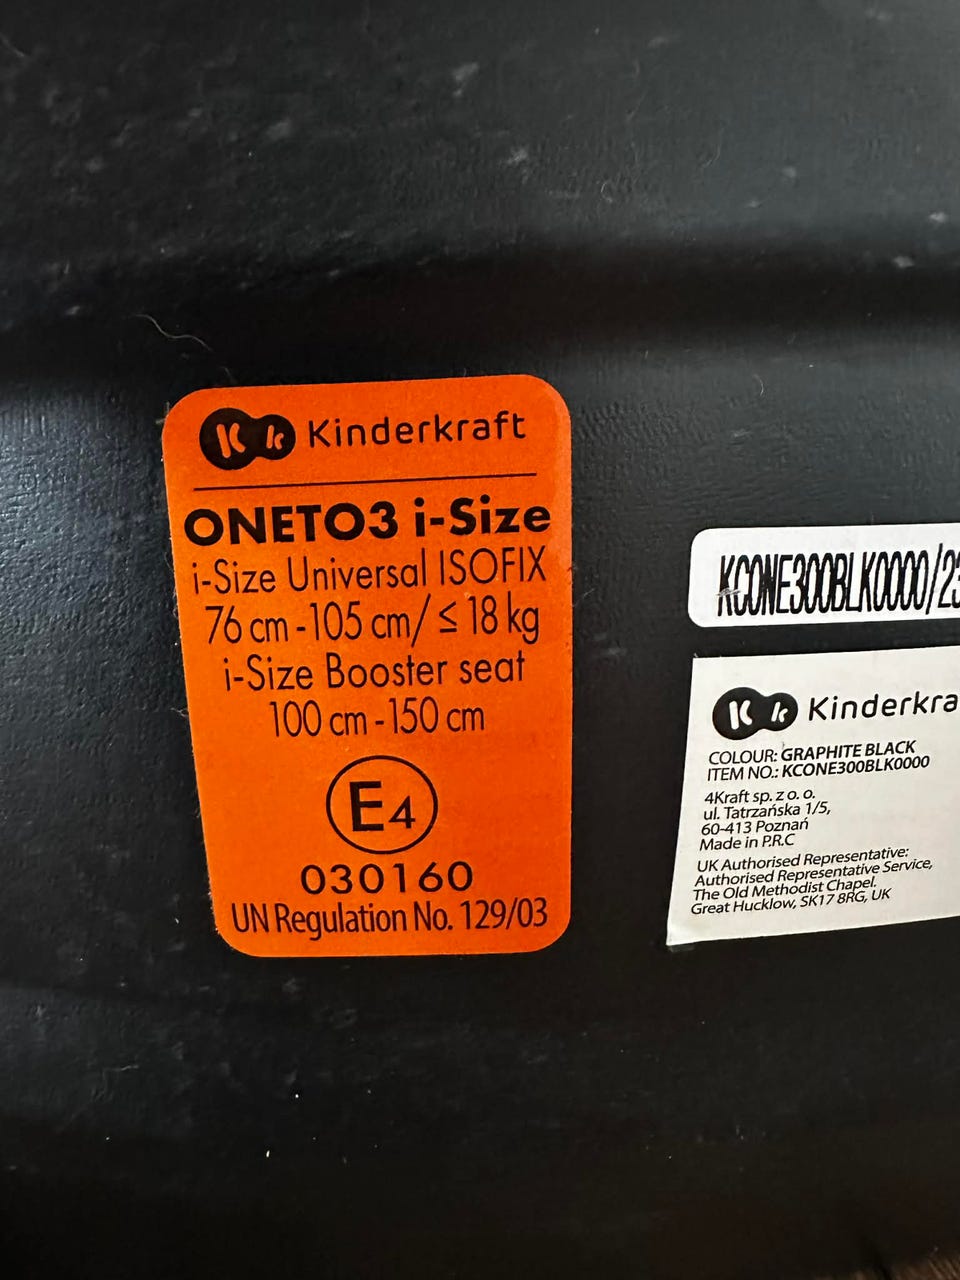 Kinderkraft
ONETO3 i-Size
i-Size Universal ISOFIX
76 cm - 105 cm / ≤ 18 kg
i-Size Booster seat
100 cm - 150 cm
E4
030160
UN Regulation No. 129/03
KCONE300BLK0000/23
Kinderkra
COLOUR: GRAPHITE BLACK
ITEM NO.: KCONE300BLK0000
4Kraft sp. z o. o.
ul. Tatrzańska 1/5,
60-413 Poznań
Made in P.R.C
UK Authorised Representative:
Authorised Representative Service,
The Old Methodist Chapel.
Great Hucklow, SK17 8RG, UK